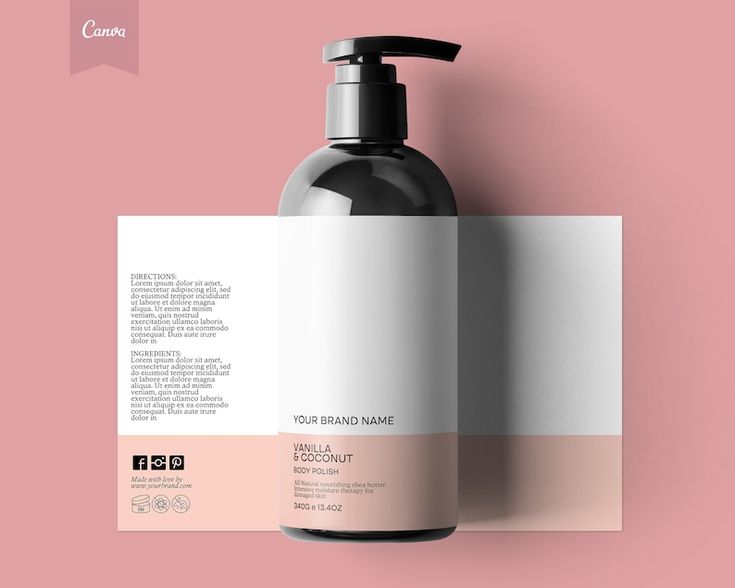 Canva
DIRECTIONS:
Lorem ipsum dolor sit amet,
consectetur adipiscing elit, sed
do eiusmod tempor incididunt
ut labore et dolore magna
aliqua. Ut enim ad minim
veniam, quis nostrud
exercitation ullamco laboris
nisi ut aliquip ex ea commodo
consequat. Duis aute irure
dolor in
INGREDIENTS:
Lorem ipsum dolor sit amet,
consectetur adipiscing elit, sed
do eiusmod tempor incididunt
ut labore et dolore magna
aliqua. Ut enim ad minim
veniam, quis nostrud
exercitation ullamco laboris
nisi ut aliquip ex ea commodo
consequat. Duis aute irure
dolor in
Made with love by
www.yourbrand.com
YOUR BRAND NAME
VANILLA
& COCONUT
BODY POLISH
All Natural nourishing shea butter
Intensive moisture therapy for
damaged skin
340G e 13.4OZ